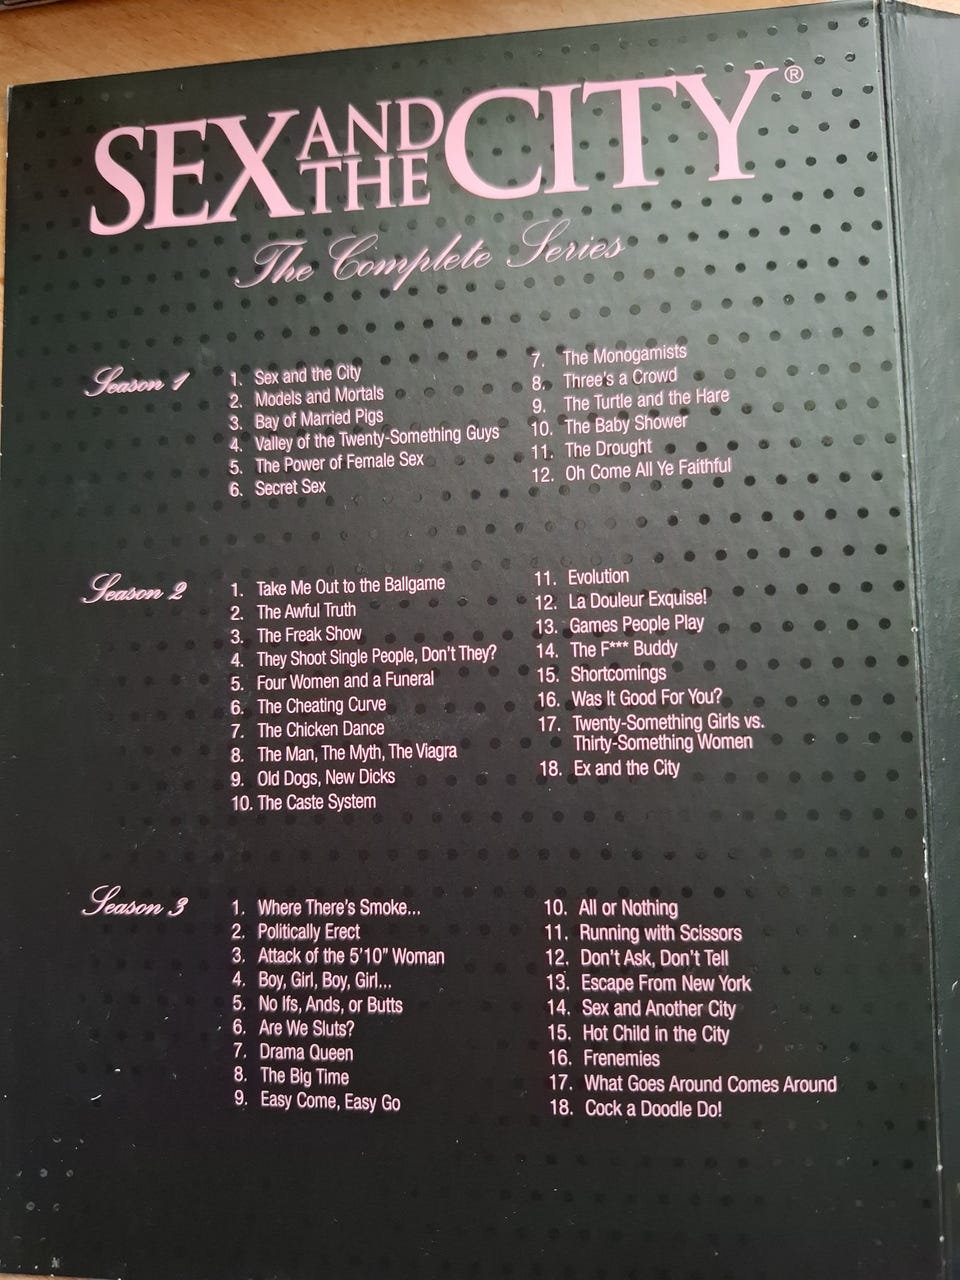 SEX AND THE CITY®
The Complete Series
Season 1
1. Sex and the City
2. Models and Mortals
3. Bay of Married Pigs
4. Valley of the Twenty-Something Guys
5. The Power of Female Sex
6. Secret Sex
7. The Monogamists
8. Three's a Crowd
9. The Turtle and the Hare
10. The Baby Shower
11. The Drought
12. Oh Come All Ye Faithful
Season 2
1. Take Me Out to the Ballgame
2. The Awful Truth
3. The Freak Show
4. They Shoot Single People, Don't They?
5. Four Women and a Funeral
6. The Cheating Curve
7. The Chicken Dance
8. The Man, The Myth, The Viagra
9. Old Dogs, New Dicks
10. The Caste System
11. Evolution
12. La Douleur Exquise!
13. Games People Play
14. The F*** Buddy
15. Shortcomings
16. Was It Good For You?
17. Twenty-Something Girls vs.
Thirty-Something Women
18. Ex and the City
Season 3
1. Where There's Smoke...
2. Politically Erect
3. Attack of the 5'10" Woman
4. Boy, Girl, Boy, Girl...
5. No Ifs, Ands, or Butts
6. Are We Sluts?
7. Drama Queen
8. The Big Time
9. Easy Come, Easy Go
10. All or Nothing
11. Running with Scissors
12. Don't Ask, Don't Tell
13. Escape From New York
14. Sex and Another City
15. Hot Child in the City
16. Frenemies
17. What Goes Around Comes Around
18. Cock a Doodle Do!